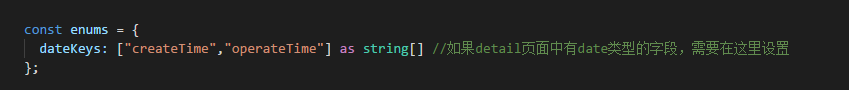 const enums = {
  dateKeys: ["createTime","operateTime"] as string[] //如果detail页面中有date类型的字段，需要在这里设置
};